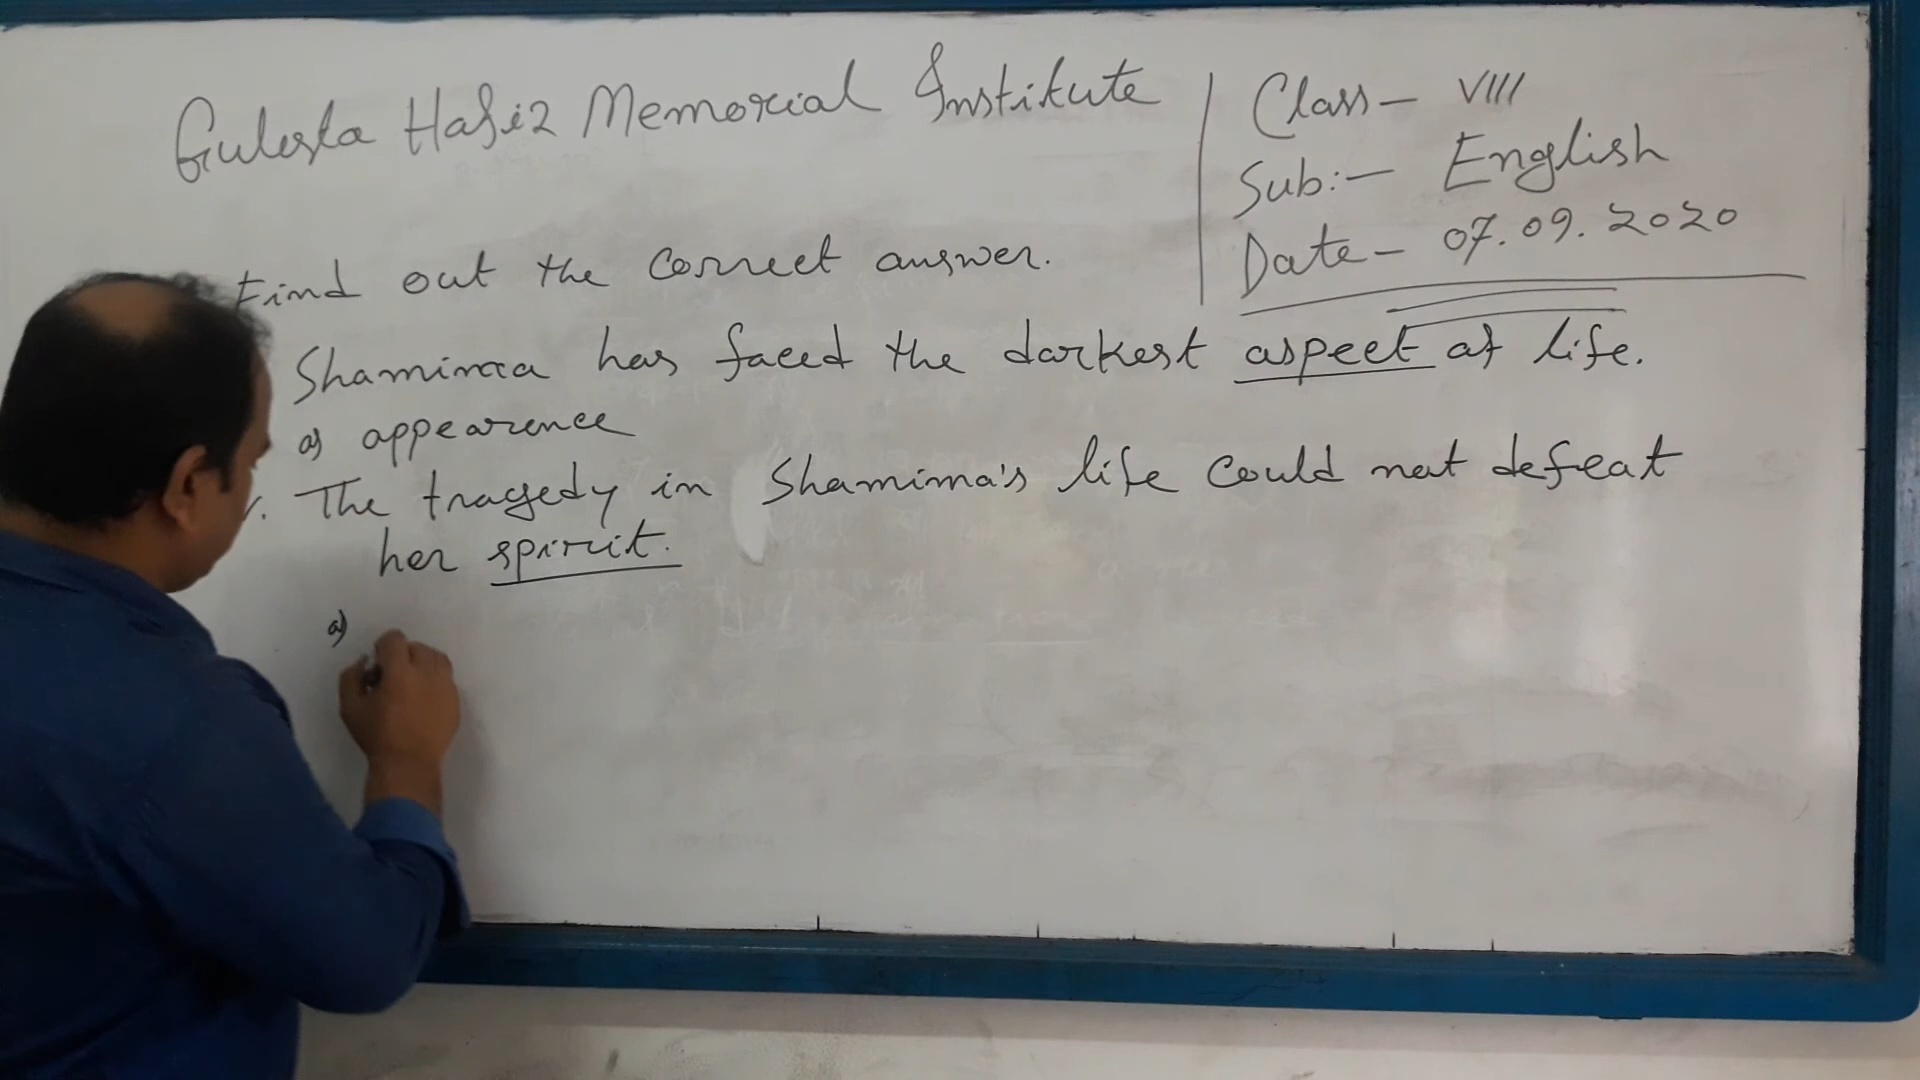 Gulesta Hafiz Memorial Institute
Class- VIII
Sub:- English
Date- 07.09.2020
Find out the correct answer.
Shamima has faced the darkest aspect of life.
a) appearence
. The tragedy in Shamima's life could not defeat
her spirit.
a)